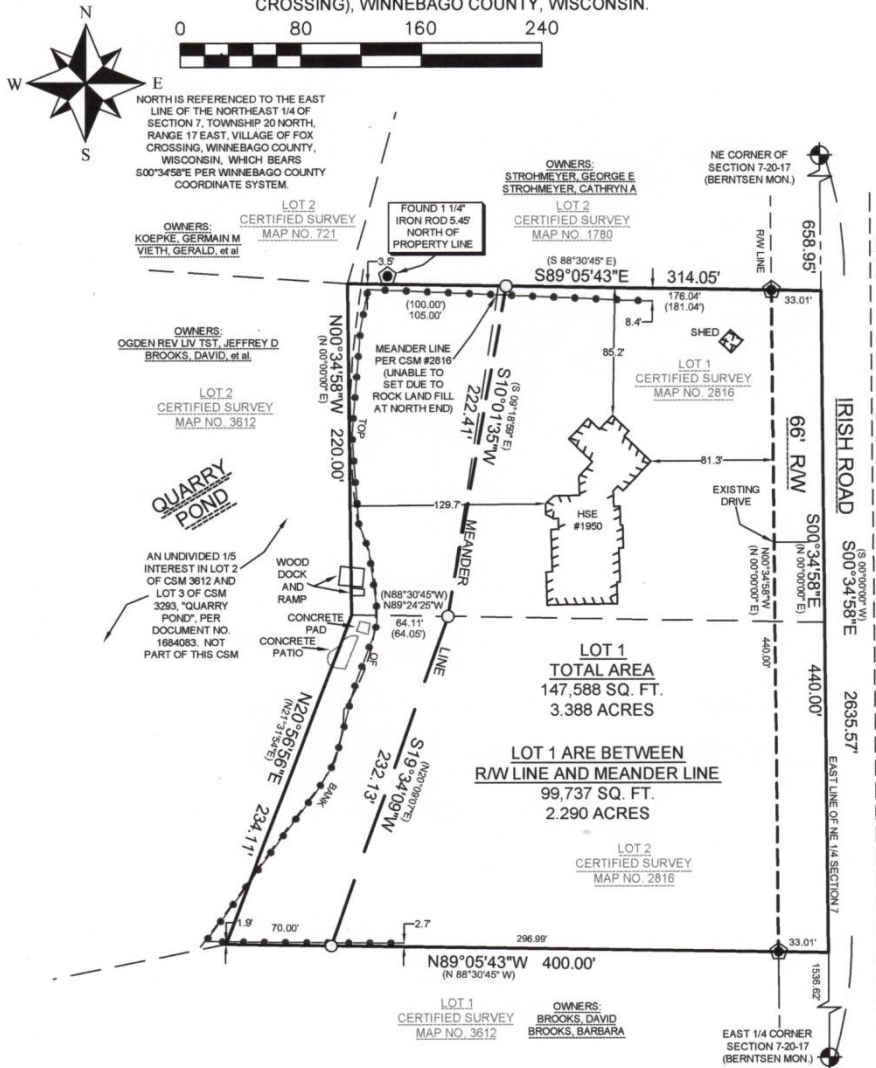 CROSSING), WINNEBAGO COUNTY, WISCONSIN.
N
0 80 160 240
W E
S
NORTH IS REFERENCED TO THE EAST
LINE OF THE NORTHEAST 1/4 OF
SECTION 7, TOWNSHIP 20 NORTH,
RANGE 17 EAST, VILLAGE OF FOX
CROSSING, WINNEBAGO COUNTY,
WISCONSIN, WHICH BEARS
S00°34'58"E PER WINNEBAGO COUNTY
COORDINATE SYSTEM.
OWNERS:
STROHMEYER, GEORGE E
STROHMEYER, CATHRYN A
LOT 2
CERTIFIED SURVEY
MAP NO. 1780
NE CORNER OF
SECTION 7-20-17
(BERNTSEN MON.)
LOT 2
CERTIFIED SURVEY
MAP NO. 721
OWNERS:
KOEPKE, GERMAIN M
VIETH, GERALD, et al
FOUND 1 1/4"
IRON ROD 5.45'
NORTH OF
PROPERTY LINE
R/W LINE
658.95'
3.5'
(S 88°30'45" E)
S89°05'43"E 314.05'
(100.00')
105.00'
176.04'
(181.04')
33.01'
8.4'
SHED
85.2'
OWNERS:
OGDEN REV LIV TST, JEFFREY D
BROOKS, DAVID, et al.
LOT 2
CERTIFIED SURVEY
MAP NO. 3612
N00°34'58"W 220.00'
(N 00°00'00" E)
MEANDER LINE
PER CSM #2816
(UNABLE TO
SET DUE TO
ROCK LAND FILL
AT NORTH END)
(S 09°18'59" E)
S10°01'35"W
222.41'
LOT 1
CERTIFIED SURVEY
MAP NO. 2816
IRISH ROAD
66' R/W
TOP
81.3'
QUARRY
POND
129.7'
MEANDER
HSE
#1950
EXISTING
DRIVE
S00°34'58"E
(N 00°00'00" E)
(S 00°00'00" W)
S00°34'58"E
N00°34'58"W
(N 00°00'00" E)
AN UNDIVIDED 1/5
INTEREST IN LOT 2
OF CSM 3612 AND
LOT 3 OF CSM
3293, "QUARRY
POND", PER
DOCUMENT NO.
1684083. NOT
PART OF THIS CSM
WOOD
DOCK
AND
RAMP
CONCRETE
PAD
CONCRETE
PATIO
(N88°30'45"W)
N89°24'25"W
64.11'
(64.05')
OF
LINE
LOT 1
TOTAL AREA
147,588 SQ. FT.
3.388 ACRES
440.00'
440.00'
2635.57'
N20°56'56"E
(N21°31'54"E)
234.11'
(N20°09'07"E)
S19°34'09"W
232.13'
LOT 1 ARE BETWEEN
R/W LINE AND MEANDER LINE
99,737 SQ. FT.
2.290 ACRES
EAST LINE OF NE 1/4 SECTION 7
BANK
LOT 2
CERTIFIED SURVEY
MAP NO. 2816
1.9'
70.00'
2.7'
296.99'
33.01'
N89°05'43"W 400.00'
(N 88°30'45" W)
1536.62'
LOT 1
CERTIFIED SURVEY
MAP NO. 3612
OWNERS:
BROOKS, DAVID
BROOKS, BARBARA
EAST 1/4 CORNER
SECTION 7-20-17
(BERNTSEN MON.)